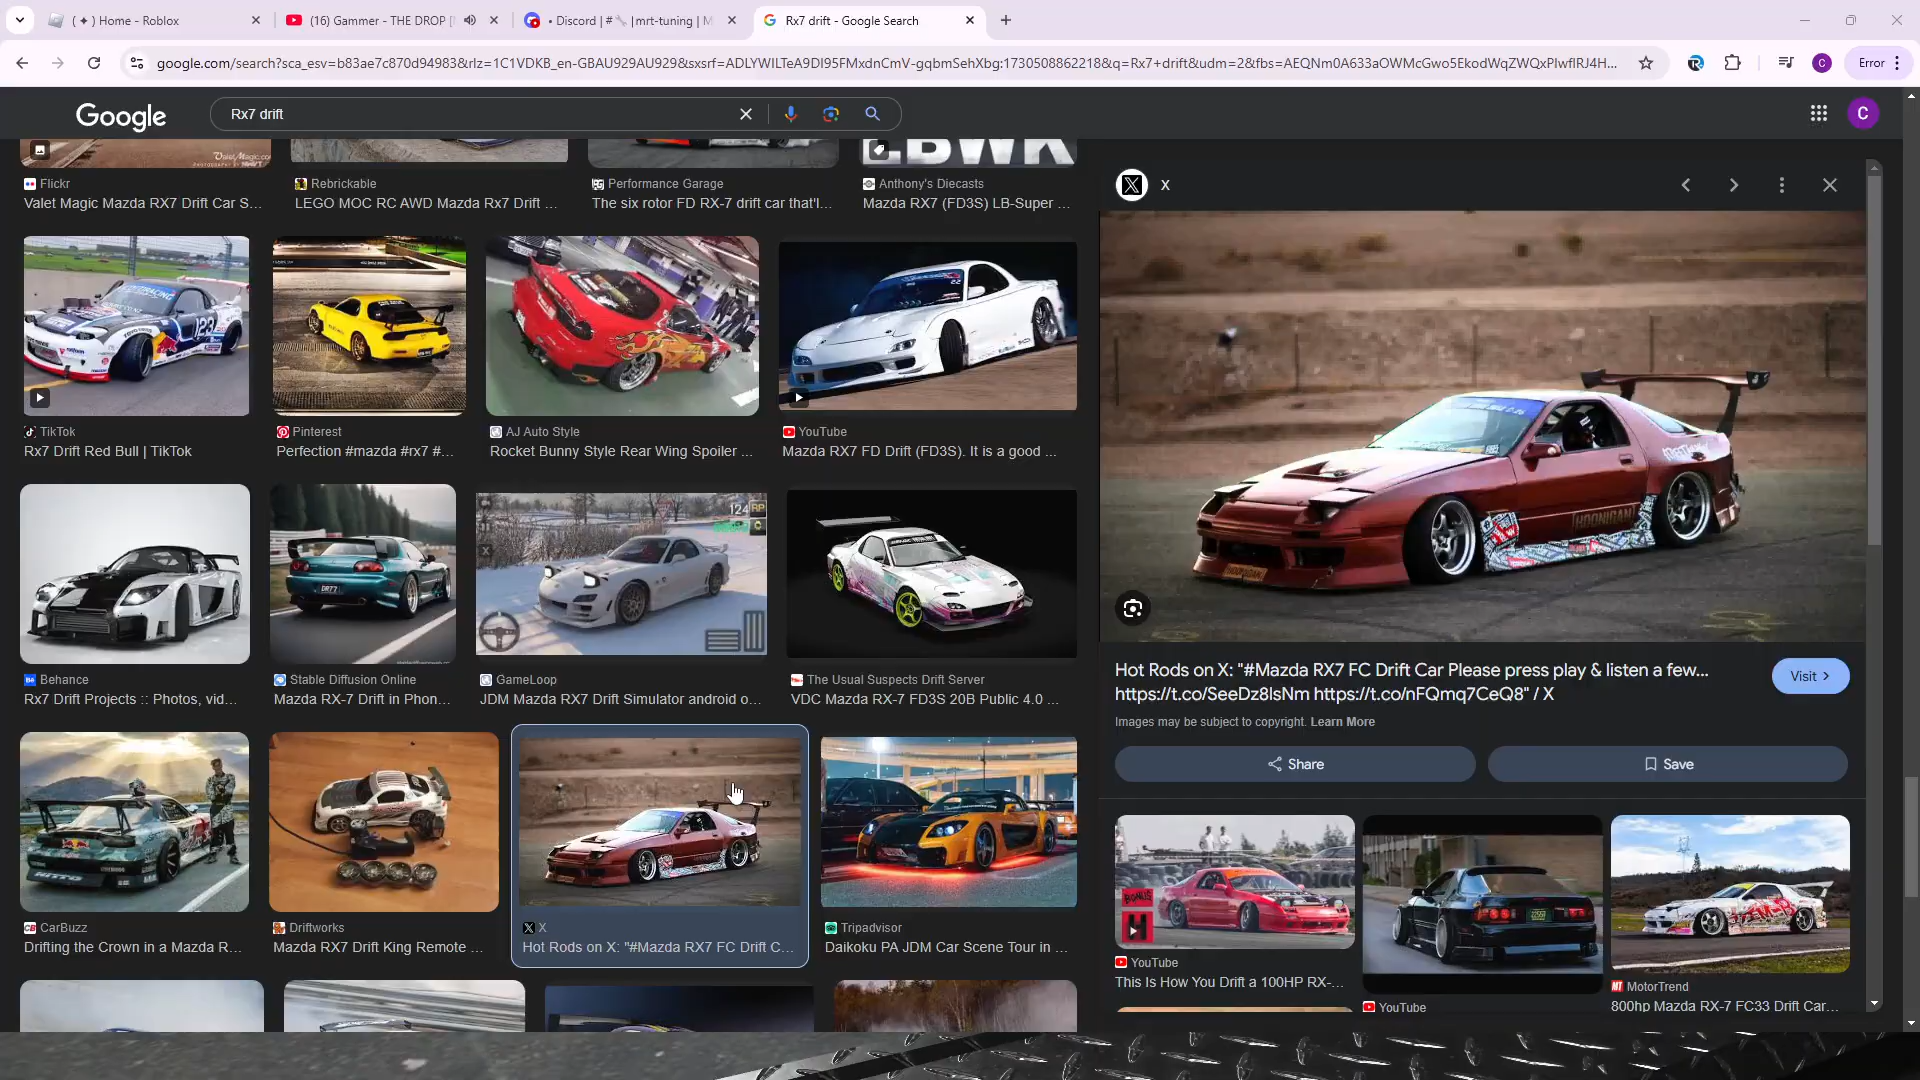 ( ✦ ) Home - Roblox
(16) Gammer - THE DROP [
• Discord | #🔧 |mrt-tuning | M
Rx7 drift - Google Search
google.com/search?sca_esv=b83ae7c870d94983&rlz=1C1VDKB_en-GBAU929AU929&sxsrf=ADLYWILTeA9DI95FMxdnCmV-gqbmSehXbg:1730508862218&q=Rx7+drift&udm=2&fbs=AEQNm0A633aOWMcGwo5EkodWqZWQxPIwflRJ4H...
Error
Google
Rx7 drift
C
Flickr
Valet Magic Mazda RX7 Drift Car S...
Rebrickable
LEGO MOC RC AWD Mazda Rx7 Drift ...
Performance Garage
The six rotor FD RX-7 drift car that'l...
LBWK
Anthony's Diecasts
Mazda RX7 (FD3S) LB-Super ...
X
TikTok
Rx7 Drift Red Bull | TikTok
Pinterest
Perfection #mazda #rx7 #...
AJ Auto Style
Rocket Bunny Style Rear Wing Spoiler ...
YouTube
Mazda RX7 FD Drift (FD3S). It is a good ...
HOONIGAN
HOONIGAN
Behance
Rx7 Drift Projects :: Photos, vid...
Stable Diffusion Online
Mazda RX-7 Drift in Phon...
124
GameLoop
JDM Mazda RX7 Drift Simulator android o...
The Usual Suspects Drift Server
VDC Mazda RX-7 FD3S 20B Public 4.0 ...
Hot Rods on X: "#Mazda RX7 FC Drift Car Please press play & listen a few...
https://t.co/SeeDz8lsNm https://t.co/nFQmq7CeQ8" / X
Visit
Images may be subject to copyright. Learn More
Share
Save
CarBuzz
Drifting the Crown in a Mazda R...
Driftworks
Mazda RX7 Drift King Remote ...
X
Hot Rods on X: "#Mazda RX7 FC Drift C...
Tripadvisor
Daikoku PA JDM Car Scene Tour in ...
BONUS
YouTube
This Is How You Drift a 100HP RX-...
YouTube
MotorTrend
800hp Mazda RX-7 FC33 Drift Car...